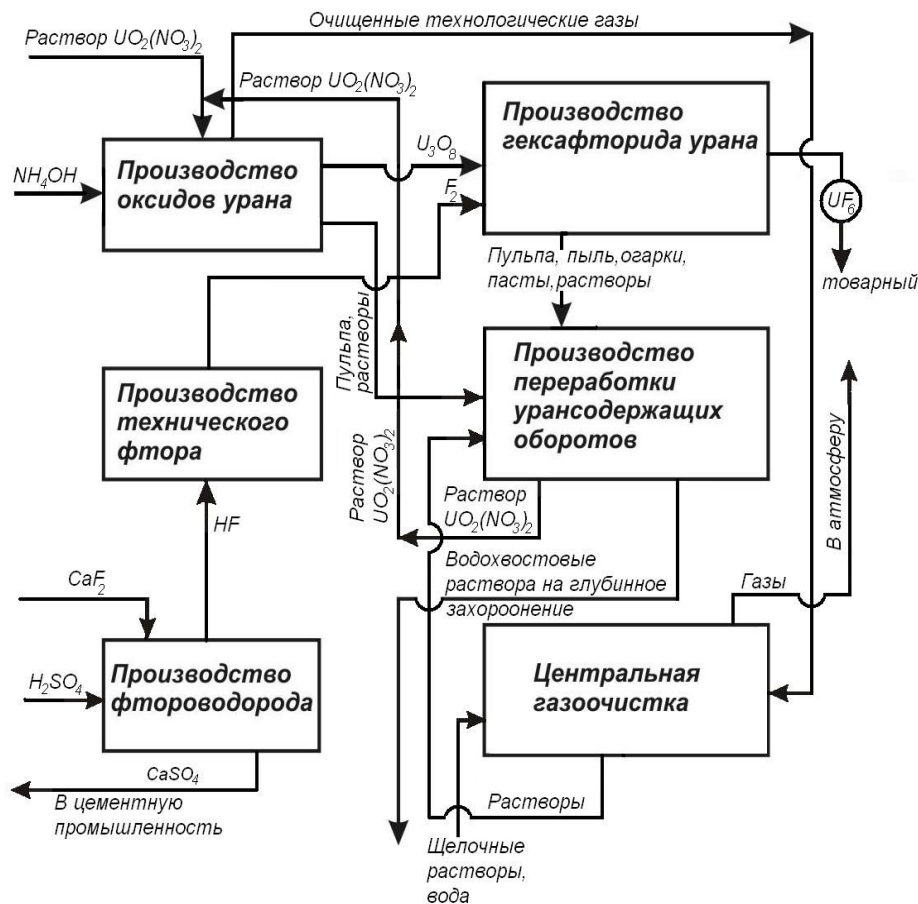 Очищенные технологические газы
Раствор UO₂(NO₃)₂
Раствор UO₂(NO₃)₂
NH₄OH
Производство
оксидов урана
U₃O₈
F₂
Производство
гексафторида урана
UF₆
товарный
Пульпа, пыль, огарки,
пасты, растворы
Пульпа,
растворы
Производство
технического
фтора
Производство
переработки
урансодержащих
оборотов
В атмосферу
Раствор
UO₂(NO₃)₂
Раствор
UO₂(NO₃)₂
HF
Водохвостовые
раствора на глубинное
захороонение
Газы
CaF₂
H₂SO₄
Производство
фтороводорода
Центральная
газоочистка
CaSO₄
В цементную
промышленность
Растворы
Щелочные
растворы,
вода